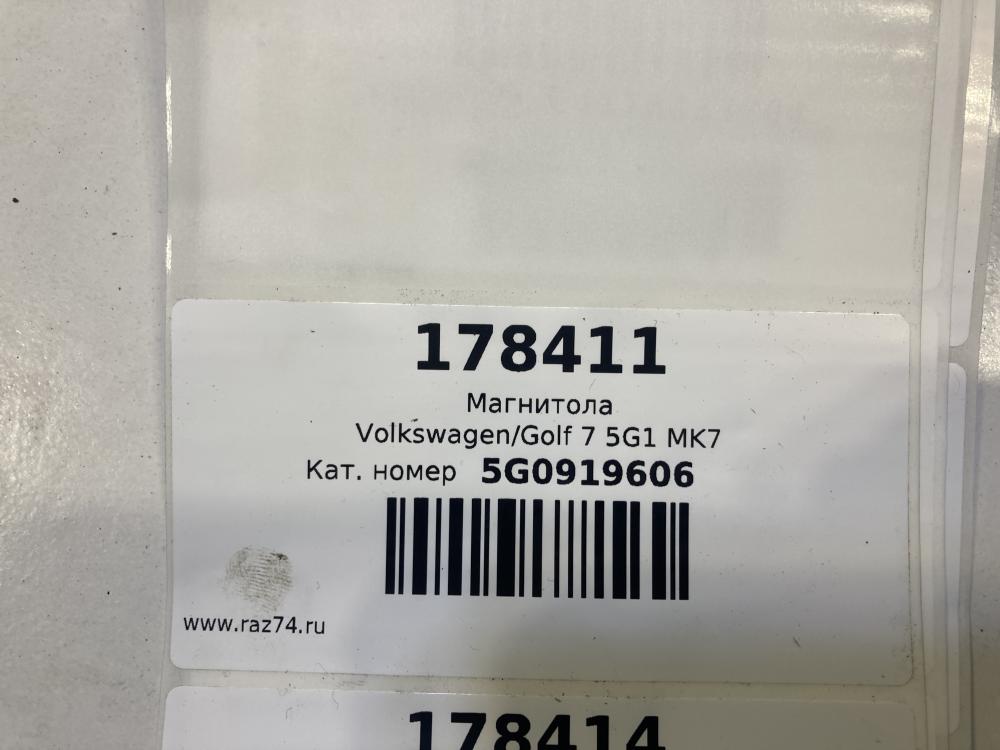 178411
Магнитола
Volkswagen/Golf 7 5G1 MK7
Кат. номер 5G0919606
www.raz74.ru
178414